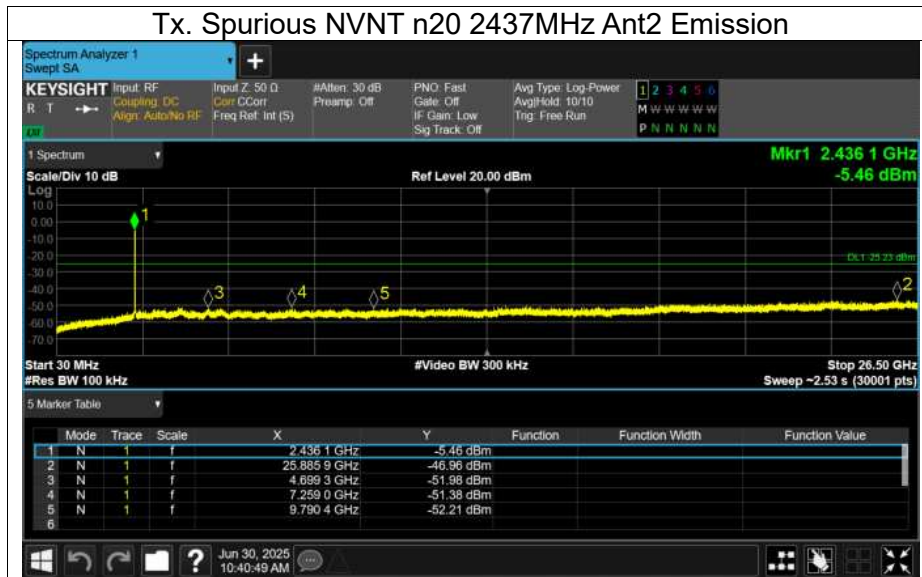 Tx. Spurious NVNT n20 2437MHz Ant2 Emission
Spectrum Analyzer 1
Swept SA
+
KEYSIGHT Input: RF Input Z: 50 Ω #Atten: 30 dB PNO: Fast Avg Type: Log-Power 1 2 3 4 5 6
R T Coupling: DC Corr CCorr Preamp: Off Gate: Off Avg|Hold: 10/10 M W W W W W
Align: Auto/No RF Freq Ref: Int (S) IF Gain: Low Trig: Free Run
Sig Track: Off P N N N N N
1 Spectrum Mkr1 2.436 1 GHz
Scale/Div 10 dB Ref Level 20.00 dBm -5.46 dBm
Log
10.0
0.00
-10.0
-20.0
-30.0
-40.0
-50.0
-60.0
-70.0
1
DL1 -25.23 dBm
3 4 5 2
Start 30 MHz #Video BW 300 kHz Stop 26.50 GHz
#Res BW 100 kHz Sweep ~2.53 s (30001 pts)
5 Marker Table
Mode Trace Scale X Y Function Function Width Function Value
1 N 1 f 2.436 1 GHz -5.46 dBm
2 N 1 f 25.885 9 GHz -46.96 dBm
3 N 1 f 4.699 3 GHz -51.98 dBm
4 N 1 f 7.259 0 GHz -51.38 dBm
5 N 1 f 9.790 4 GHz -52.21 dBm
6
? Jun 30, 2025
10:40:49 AM